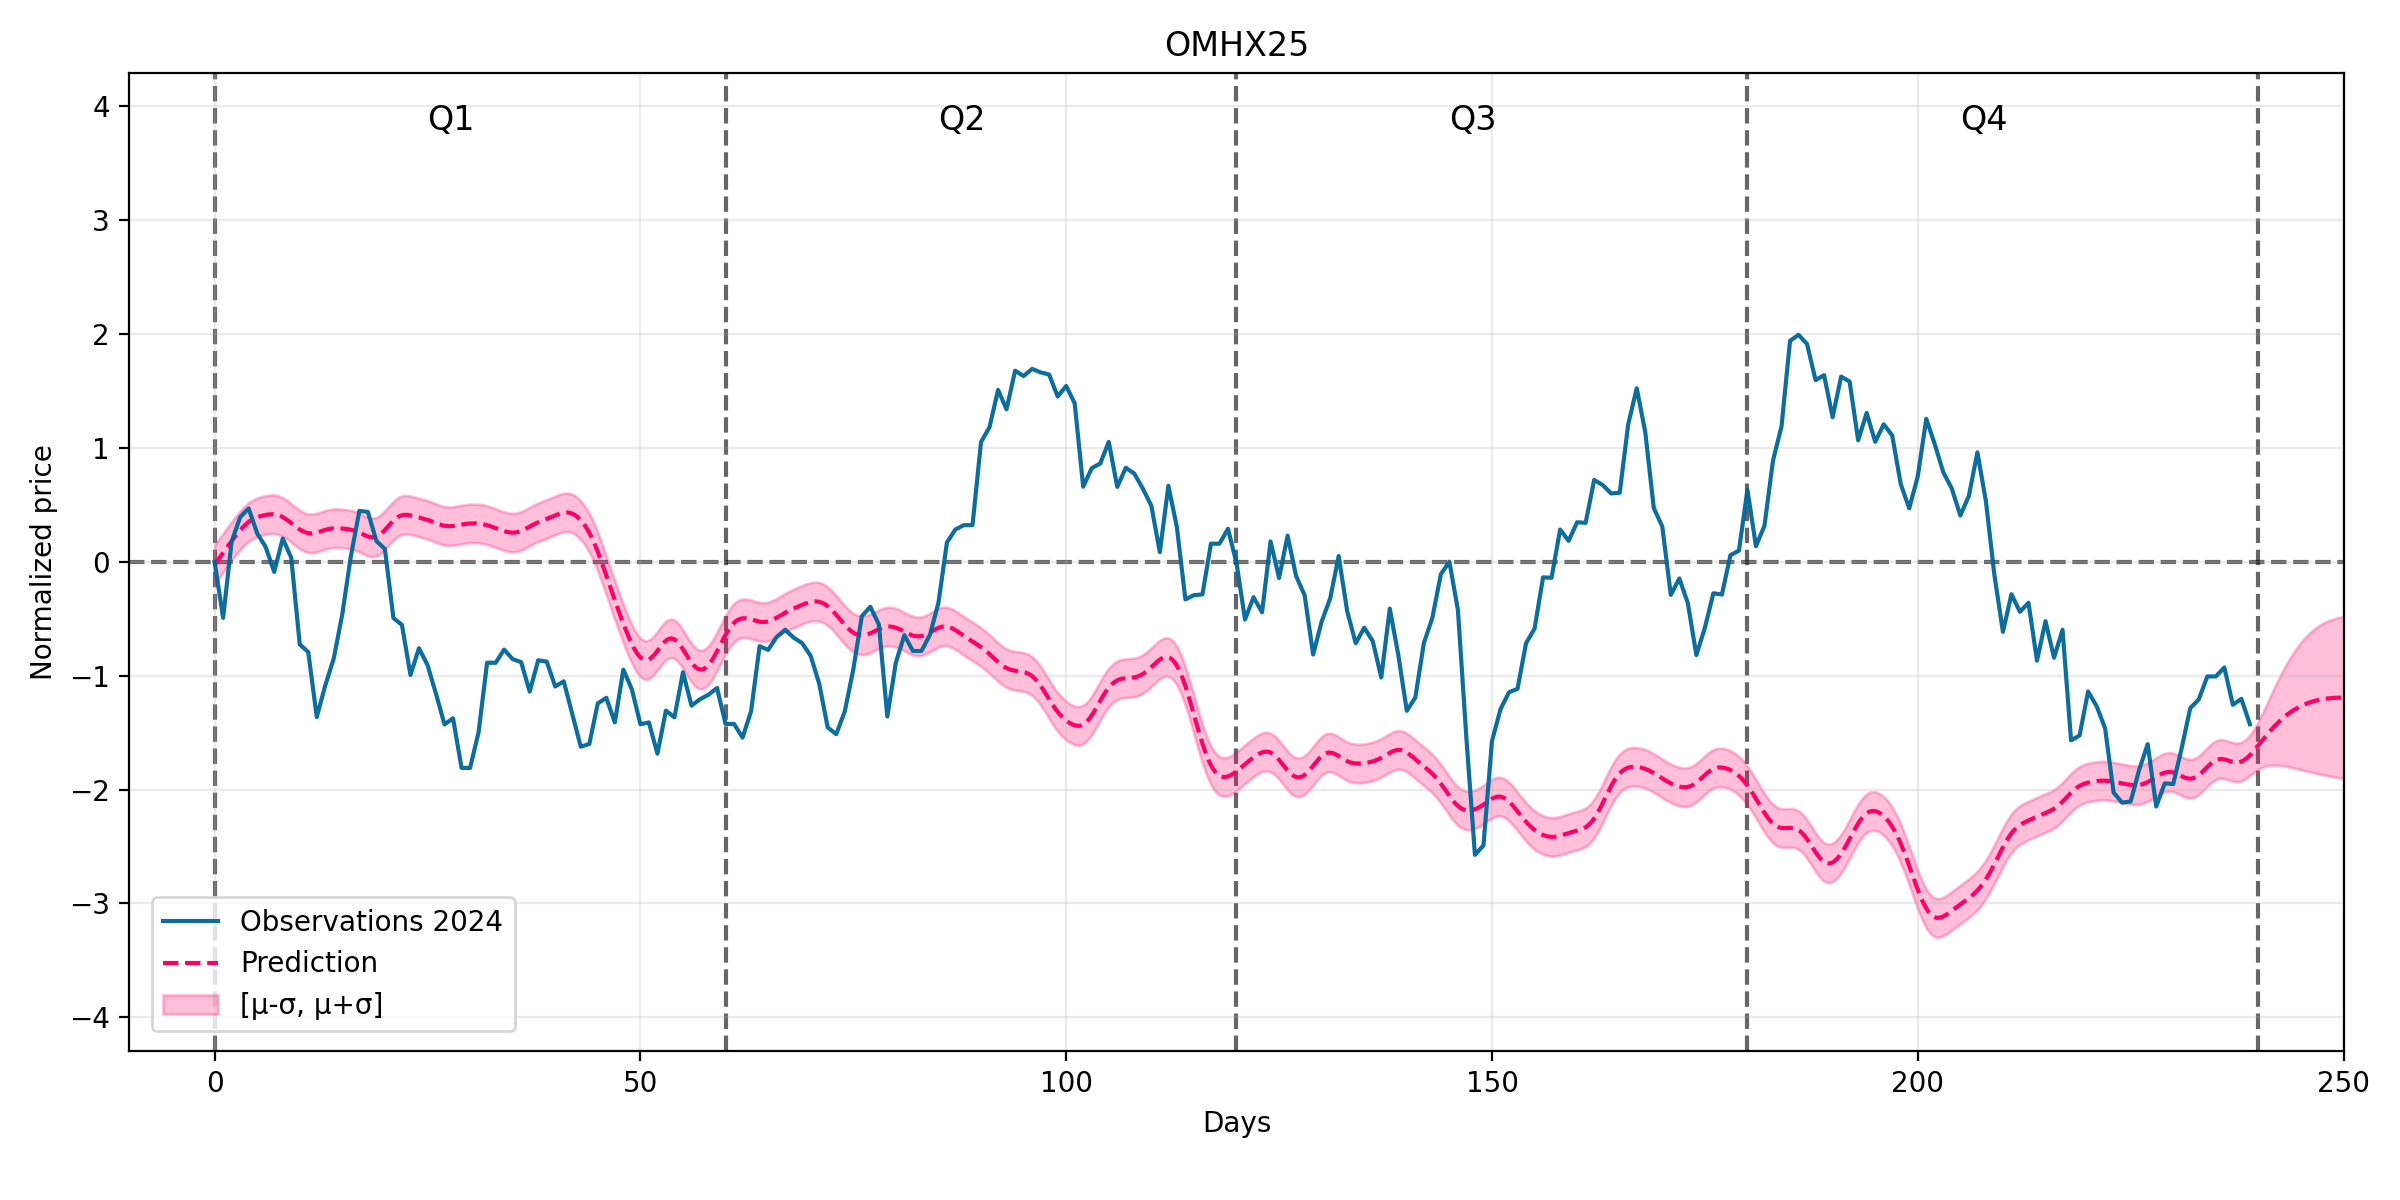 OMHX25
Q1 Q2 Q3 Q4
Normalized price
4
3
2
1
0
−1
−2
−3
−4
Observations 2024
Prediction
[μ-σ, μ+σ]
0 50 100 150 200 250
Days